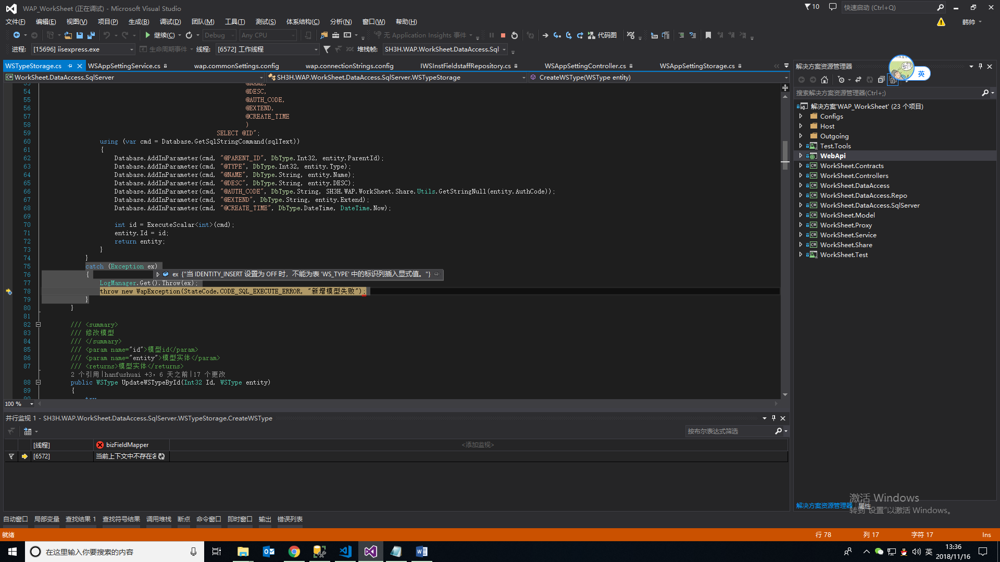 WAP_WorkSheet (正在调试) - Microsoft Visual Studio
10
快速启动 (Ctrl+Q)
文件(F) 编辑(E) 视图(V) 项目(P) 生成(B) 调试(D) 团队(M) 工具(T) 测试(S) 体系结构(C) 分析(N) 窗口(W) 帮助(H)
韩帅
继续(C) Debug Any CPU 无 Application Insights 事件 代码图
进程: [15696] iisexpress.exe 生命周期事件 线程: [6572] 工作线程 堆栈帧: SH3H.WAP.WorkSheet.DataAccess.Sql
WSTypeStorage.cs WSAppSettingService.cs wap.commonSettings.config wap.connectionStrings.config IWSInstFieldstaffRepository.cs WSAppSettingController.cs WSAppSettingStorage.cs
WorkSheet.DataAccess.SqlServer SH3H.WAP.WorkSheet.DataAccess.SqlServer.WSTypeStorage CreateWSType(WSType entity)
53 @NAME,
54 @DESC,
55 @AUTH_CODE,
56 @EXTEND,
57 @CREATE_TIME
58 )
59 SELECT @ID";
60 using (var cmd = Database.GetSqlStringCommand(sqlText))
61 {
62 Database.AddInParameter(cmd, "@PARENT_ID", DbType.Int32, entity.ParentId);
63 Database.AddInParameter(cmd, "@TYPE", DbType.Int32, entity.Type);
64 Database.AddInParameter(cmd, "@NAME", DbType.String, entity.Name);
65 Database.AddInParameter(cmd, "@DESC", DbType.String, entity.DESC);
66 Database.AddInParameter(cmd, "@AUTH_CODE", DbType.String, SH3H.WAP.WorkSheet.Share.Utils.GetStringNull(entity.AuthCode));
67 Database.AddInParameter(cmd, "@EXTEND", DbType.String, entity.Extend);
68 Database.AddInParameter(cmd, "@CREATE_TIME", DbType.DateTime, DateTime.Now);
69
70 int id = ExecuteScalar<int>(cmd);
71 entity.Id = id;
72 return entity;
73 }
74 }
75 catch (Exception ex)
76 { ex {"当 IDENTITY_INSERT 设置为 OFF 时，不能为表 'WS_TYPE' 中的标识列插入显式值。"}
77 LogManager.Get().Throw(ex);
78 throw new WapException(StateCode.CODE_SQL_EXECUTE_ERROR, "新增模型失败");
79 }
80 }
81
82 /// <summary>
83 /// 修改模型
84 /// </summary>
85 /// <param name="id">模型id</param>
86 /// <param name="entity">模型实体</param>
87 /// <returns>模型实体</returns>
2 个引用|hanfushuai +3，6 天之前|17 个更改
88 public WSType UpdateWSTypeById(Int32 Id, WSType entity)
89 {
90 try
100 %
并行监视 1 - SH3H.WAP.WorkSheet.DataAccess.SqlServer.WSTypeStorage.CreateWSType
按布尔表达式筛选
[线程] bizFieldMapper <添加监视>
[6572] 当前上下文中不存在名
自动窗口 局部变量 查找结果 1 查找符号结果 调用堆栈 断点 命令窗口 即时窗口 输出 错误列表
解决方案资源管理器
英
搜索解决方案资源管理器(Ctrl+;)
解决方案'WAP_WorkSheet' (23 个项目)
Configs
Host
Outgoing
Test.Tools
WebApi
WorkSheet.Contracts
WorkSheet.Controllers
WorkSheet.DataAccess
WorkSheet.DataAccess.Repo
WorkSheet.DataAccess.SqlServer
WorkSheet.Model
WorkSheet.Proxy
WorkSheet.Service
WorkSheet.Share
WorkSheet.Test
激活 Windows
解决方案资源管理器 属性
转到"设置"以激活 Windows。
就绪 行 78 列 17 字符 17 Ins
在这里输入你要搜索的内容
英
13:36
2018/11/16